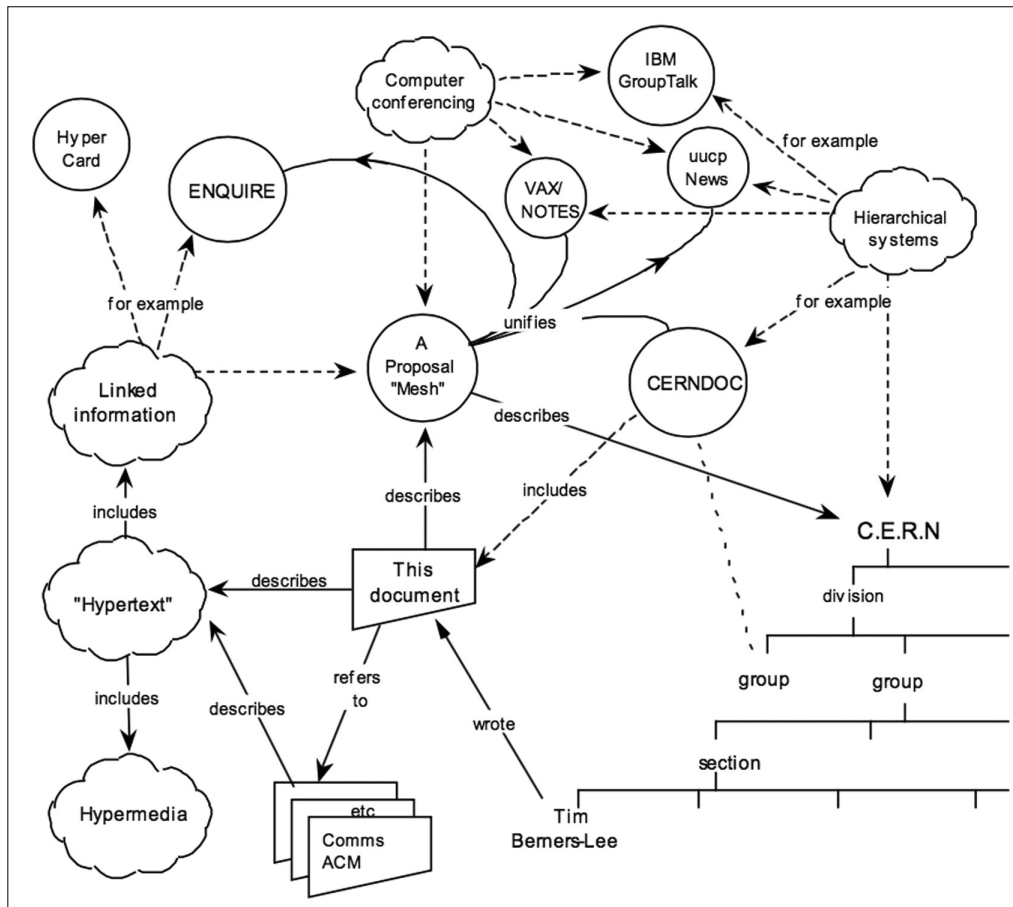 IBM
GroupTalk
Computer
conferencing
Hyper
Card
for example
uucp
News
ENQUIRE
VAX/
NOTES
Hierarchical
systems
for example
for example
unifies
A
Proposal
"Mesh"
CERNDOC
Linked
information
describes
describes
includes
includes
C.E.R.N
This
document
describes
"Hypertext"
division
refers
to
group
group
includes
describes
wrote
section
Hypermedia
etc
Comms
ACM
Tim
Berners-Lee